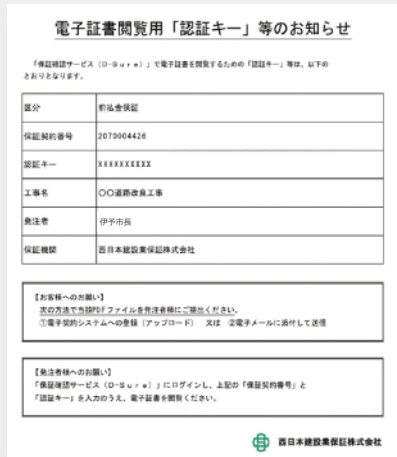 電子証書閲覧用「認証キー」等のお知らせ
「保証確認サービス（D-Sure）」で電子証書を閲覧するための「認証キー」等は、以下の
とおりとなります。
区分 前払金保証
保証契約番号 2070004426
認証キー XXXXXXXXXX
工事名 〇〇道路改良工事
発注者 伊予市長
保証機関 西日本建設業保証株式会社
【お客様へのお願い】
次の方法で当該PDFファイルを発注者様にご提出ください。
①電子契約システムへの登録（アップロード） 又は ②電子メールに添付して送信
【発注者様へのお願い】
「保証確認サービス（D-Sure）」にログインし、上記の「保証契約番号」と
「認証キー」を入力のうえ、電子証書を閲覧ください。
西日本建設業保証株式会社